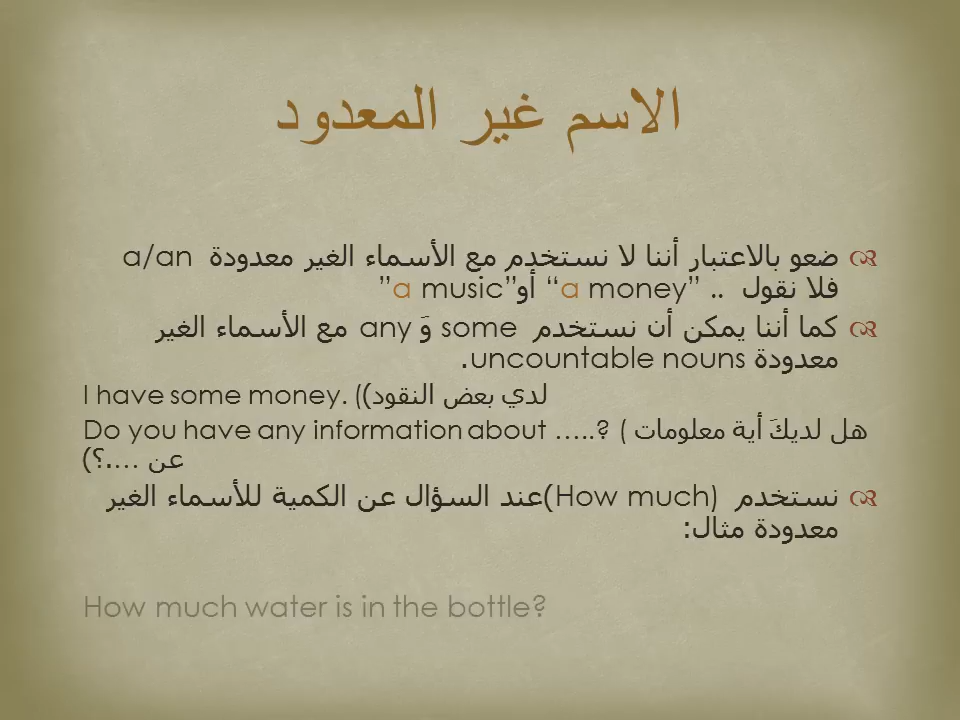 الاسم غير المعدود
ضعو بالاعتبار أننا لا نستخدم مع الأسماء الغير معدودة a/an
فلا نقول .. ”a money“ أو”a music”
كما أننا يمكن أن نستخدم some وَ any مع الأسماء الغير
معدودة uncountable nouns.
I have some money. ((لدي بعض النقود
Do you have any information about …..? ( هل لديكَ أية معلومات
عن ….؟)
نستخدم (How much)عند السؤال عن الكمية للأسماء الغير
معدودة مثال:
How much water is in the bottle?